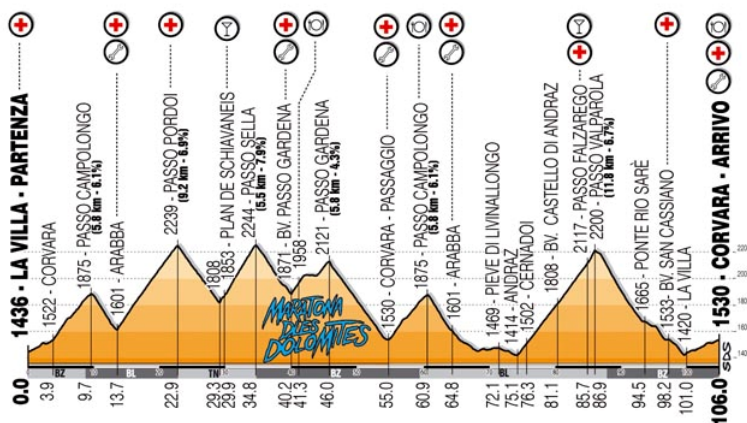 1436 - LA VILLA - PARTENZA
1522 - CORVARA
1875 - PASSO CAMPOLONGO
(5.8 km - 6.1%)
1601 - ARABBA
2239 - PASSO PORDOI
(9.2 km - 6.9%)
1808
1853 - PLAN DE SCHIAVANEIS
2244 - PASSO SELLA
(5.5 km - 7.9%)
1871 - BV. PASSO GARDENA
1958
2121 - PASSO GARDENA
(5.8 km - 4.3%)
1530 - CORVARA - PASSAGGIO
1875 - PASSO CAMPOLONGO
(5.8 km - 6.1%)
1601 - ARABBA
1469 - PIEVE DI LIVINALLONGO
1414 - ANDRAZ
1502 - CERNADOI
1808 - BV. CASTELLO DI ANDRAZ
2117 - PASSO FALZAREGO
2200 - PASSO VALPAROLA
(11.8 km - 6.7%)
1665 - PONTE RIO SARÈ
1533- BV. SAN CASSIANO
1420 - LA VILLA
1530 - CORVARA - ARRIVO
MARATONA
DLES
DOLOMITES
SDS
BZ
BL
TN
BZ
BL
BZ
0.0
3.9
9.7
13.7
22.9
29.3
29.9
34.8
40.2
41.3
46.0
55.0
60.9
64.8
72.1
75.1
76.3
81.1
85.7
86.9
94.5
98.2
101.0
106.0